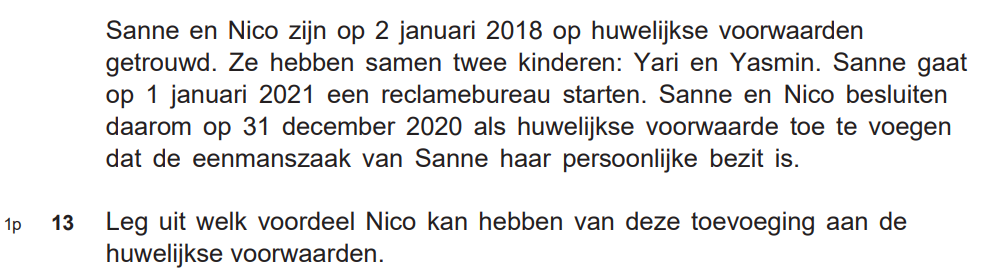 Sanne en Nico zijn op 2 januari 2018 op huwelijkse voorwaarden
getrouwd. Ze hebben samen twee kinderen: Yari en Yasmin. Sanne gaat
op 1 januari 2021 een reclamebureau starten. Sanne en Nico besluiten
daarom op 31 december 2020 als huwelijkse voorwaarde toe te voegen
dat de eenmanszaak van Sanne haar persoonlijke bezit is.
1p 13 Leg uit welk voordeel Nico kan hebben van deze toevoeging aan de
huwelijkse voorwaarden.